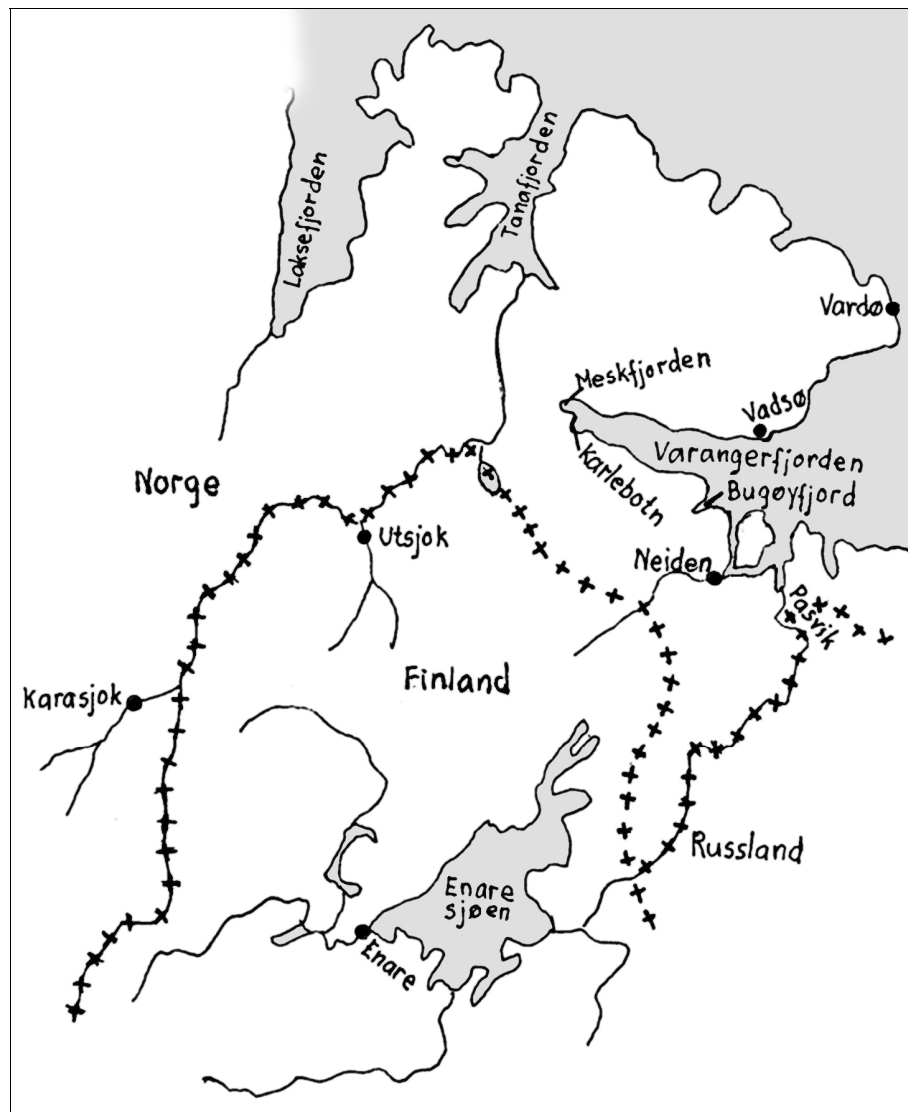 Laksefjorden
Tanafjorden
Vardø
Meskfjorden
Vadsø
Varangerfjorden
Karlebotn
Bugøyfjord
Norge
Utsjok
Neiden
Pasvik
Finland
Karasjok
Russland
Enare
sjøen
Enare